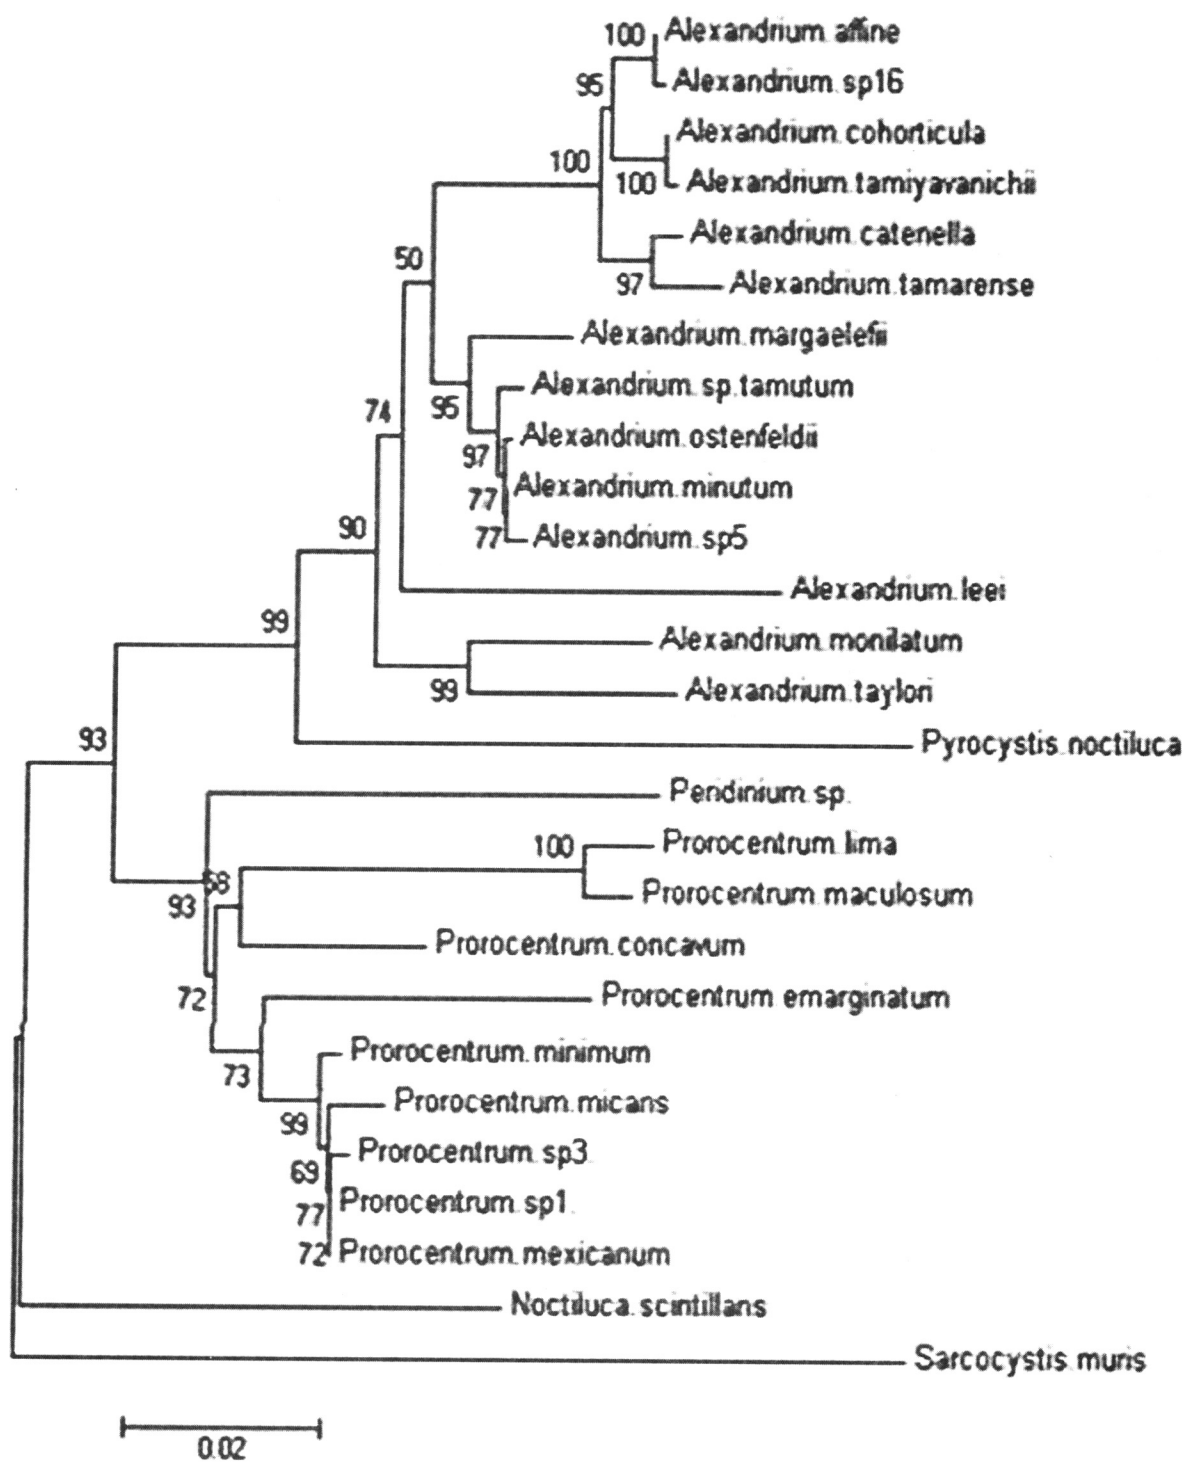 100 Alexandrium.affine
95 Alexandrium.sp16
Alexandrium.cohorticula
100 100 Alexandrium.tamiyavanichii
Alexandrium.catenella
50
97 Alexandrium.tamarense
Alexandrium.margaelefii
Alexandrium.sp.tamutum
74 95
Alexandrium.ostenfeldii
97
77 Alexandrium.minutum
90 77 Alexandrium.sp5
Alexandrium.leei
99
Alexandrium.monilatum
99 Alexandrium.taylori
93 Pyrocystis.noctiluca
Peridinium.sp.
100 Prorocentrum.lima
68
93 Prorocentrum.maculosum
Prorocentrum.concavum
72 Prorocentrum.emarginatum
Prorocentrum.minimum
73
Prorocentrum.micans
99
Prorocentrum.sp3
69
77 Prorocentrum.sp1
72 Prorocentrum.mexicanum
Noctiluca.scintillans
Sarcocystis.muris
0.02